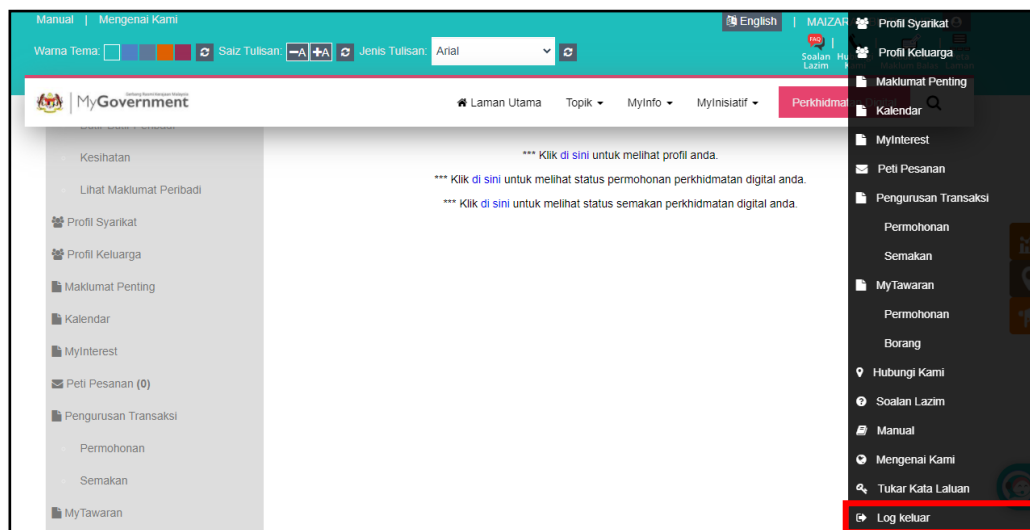 Manual | Mengenai Kami
English | MAIZAR
Warna Tema: Saiz Tulisan: -A +A Jenis Tulisan: Arial
FAQ
Soalan
Lazim
MyGovernment
Laman Utama Topik MyInfo MyInisiatif
Kesihatan
Lihat Maklumat Peribadi
Profil Syarikat
Profil Keluarga
Maklumat Penting
Kalendar
MyInterest
Peti Pesanan (0)
Pengurusan Transaksi
Permohonan
Semakan
MyTawaran
*** Klik di sini untuk melihat profil anda.
*** Klik di sini untuk melihat status permohonan perkhidmatan digital anda.
*** Klik di sini untuk melihat status semakan perkhidmatan digital anda.
Profil Syarikat
Profil Keluarga
Maklumat Penting
Kalendar
MyInterest
Peti Pesanan
Pengurusan Transaksi
Permohonan
Semakan
MyTawaran
Permohonan
Borang
Hubungi Kami
Soalan Lazim
Manual
Mengenai Kami
Tukar Kata Laluan
Log keluar